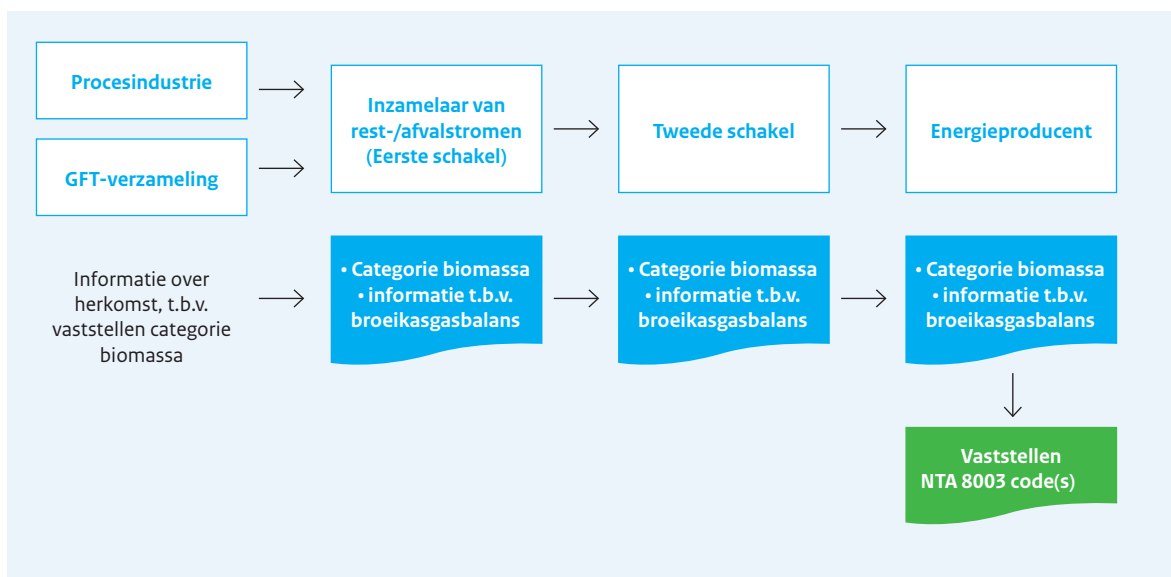 Procesindustrie
GFT-verzameling
Inzamelaar van
rest-/afvalstromen
(Eerste schakel)
Tweede schakel
Energieproducent
Informatie over
herkomst, t.b.v.
vaststellen categorie
biomassa
• Categorie biomassa
• informatie t.b.v.
broeikasgasbalans
• Categorie biomassa
• informatie t.b.v.
broeikasgasbalans
• Categorie biomassa
• informatie t.b.v.
broeikasgasbalans
Vaststellen
NTA 8003 code(s)